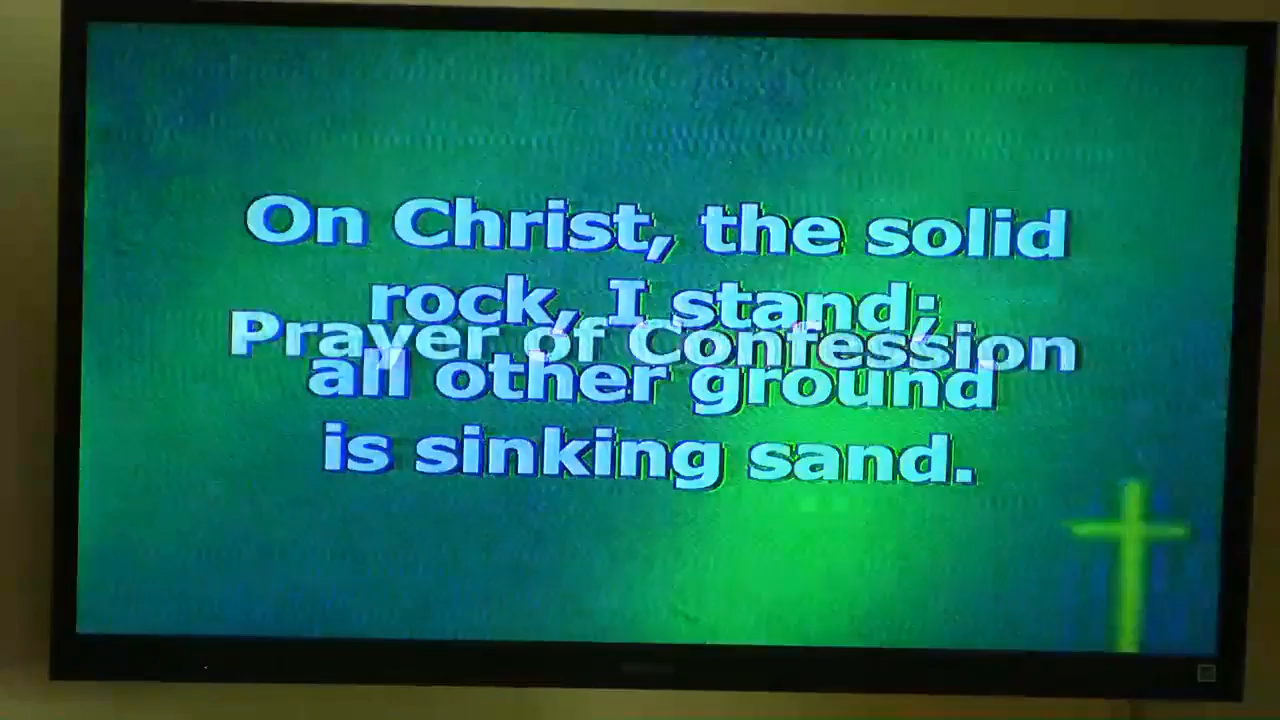 On Christ, the solid
rock, I stand;
Prayer of Confession
all other ground
is sinking sand.